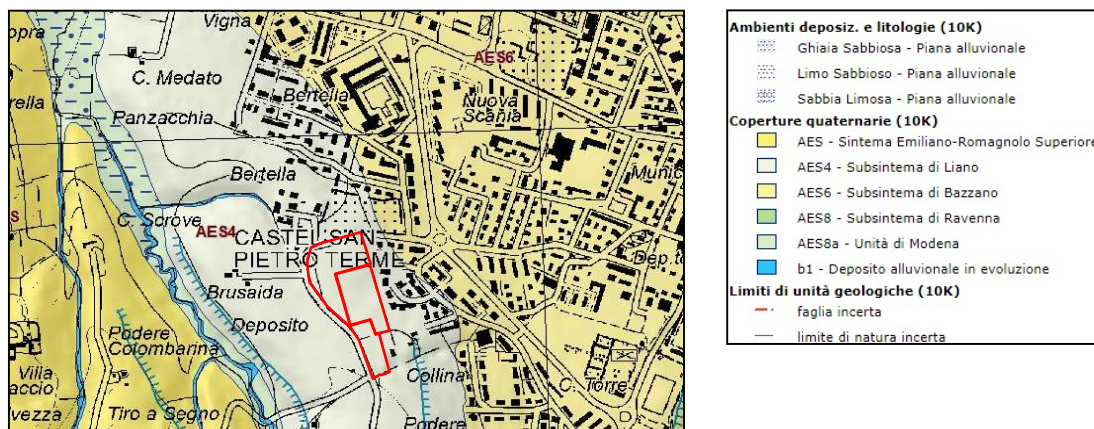 Vigna
opra
AES6
C. Medato
Bertella
Nuova
Scania
rella
Panzacchia
Bertella
Munic
C. Scrove
S
AES4
CASTEL SAN
PIETRO TERME
Dep.to
Brusaida
Deposito
Podere
Colombarina
Villa
accio
Collina
C. Torre
vezza
Tiro a Segno
Podere
Ambienti deposiz. e litologie (10K)
Ghiaia Sabbiosa - Piana alluvionale
Limo Sabbioso - Piana alluvionale
Sabbia Limosa - Piana alluvionale
Coperture quaternarie (10K)
AES - Sintema Emiliano-Romagnolo Superiore
AES4 - Subsintema di Liano
AES6 - Subsintema di Bazzano
AES8 - Subsintema di Ravenna
AES8a - Unità di Modena
b1 - Deposito alluvionale in evoluzione
Limiti di unità geologiche (10K)
faglia incerta
limite di natura incerta